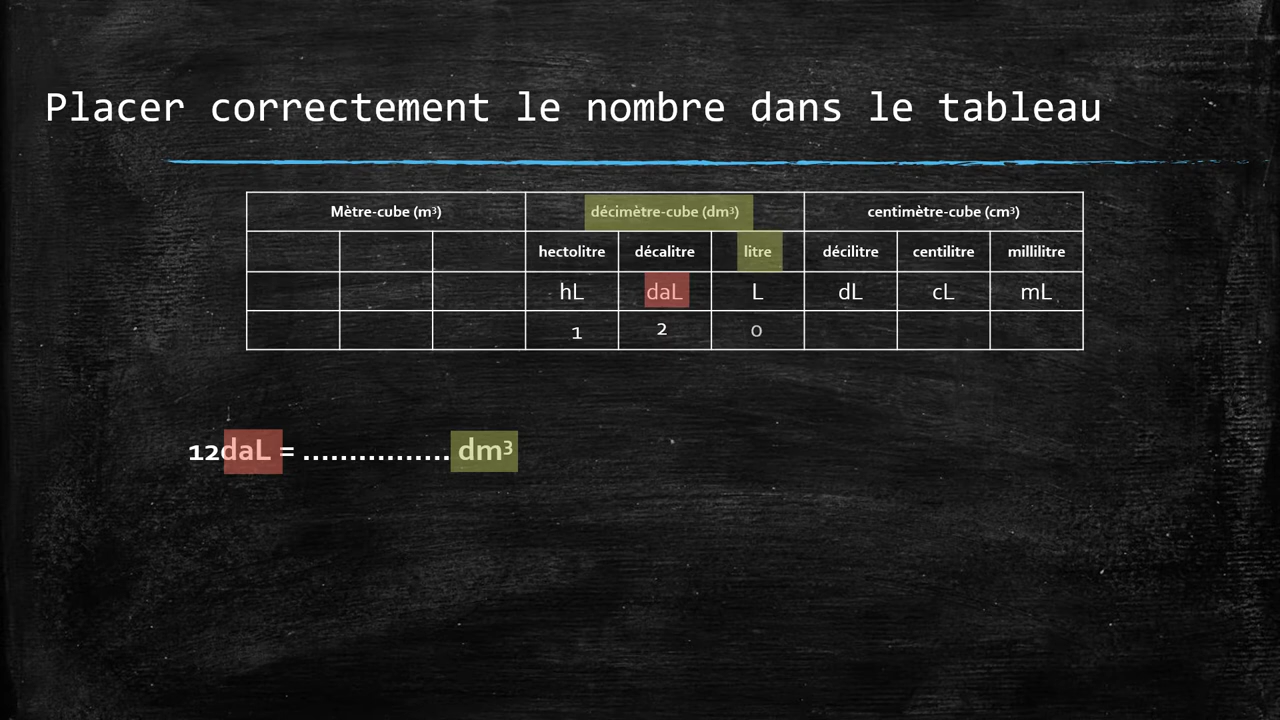 Placer correctement le nombre dans le tableau
Mètre-cube (m³) décimètre-cube (dm³) centimètre-cube (cm³)
hectolitre décalitre litre décilitre centilitre millilitre
hL daL L dL cL mL
1 2 0
12daL = ................ dm³